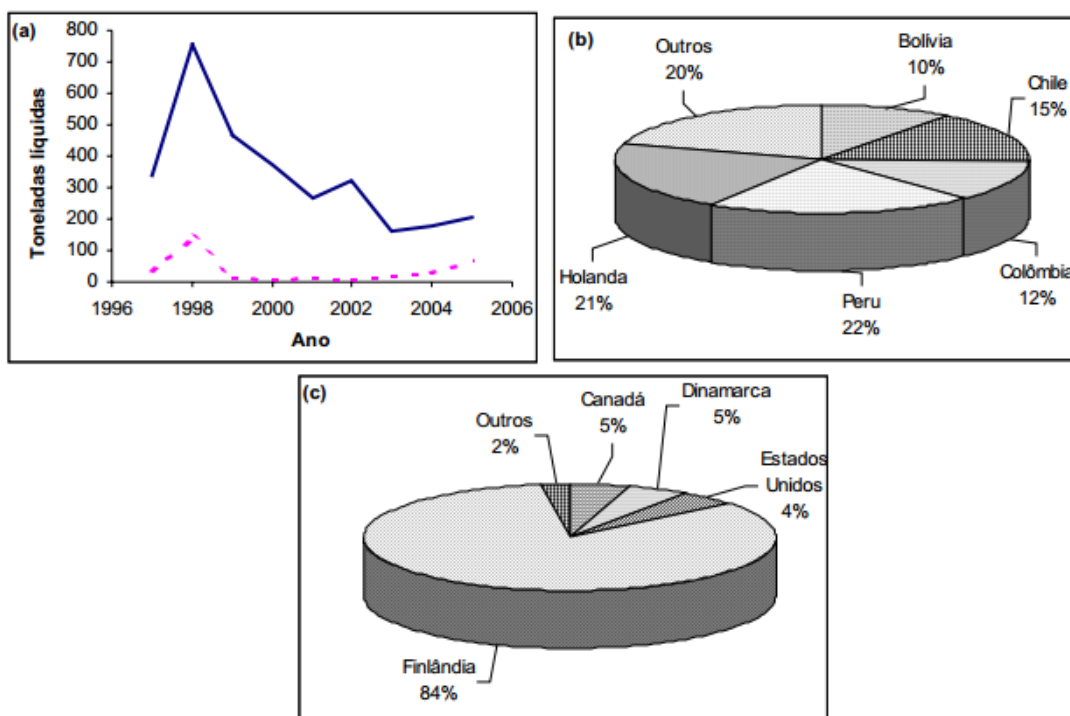 (a)
Toneladas líquidas
800
700
600
500
400
300
200
100
0
1996
1998
2000
2002
2004
2006
Ano
(b)
Outros
20%
Bolívia
10%
Chile
15%
Holanda
21%
Peru
22%
Colômbia
12%
(c)
Outros
2%
Canadá
5%
Dinamarca
5%
Estados
Unidos
4%
Finlândia
84%